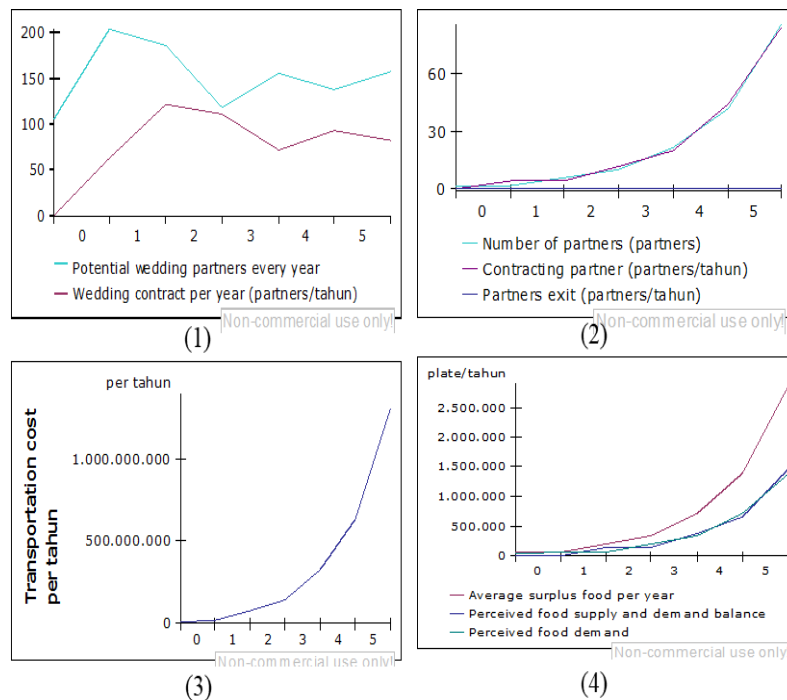 200
150
100
50
0
0 1 2 3 4 5
Potential wedding partners every year
Wedding contract per year (partners/tahun)
Non-commercial use only!
(1)
60
30
0
0 1 2 3 4 5
Number of partners (partners)
Contracting partner (partners/tahun)
Partners exit (partners/tahun)
Non-commercial use only!
(2)
per tahun
Transportation cost
per tahun
1.000.000.000
500.000.000
0
0 1 2 3 4 5
Non-commercial use only!
(3)
plate/tahun
2.500.000
2.000.000
1.500.000
1.000.000
500.000
0
0 1 2 3 4 5
Average surplus food per year
Perceived food supply and demand balance
Perceived food demand
Non-commercial use only!
(4)